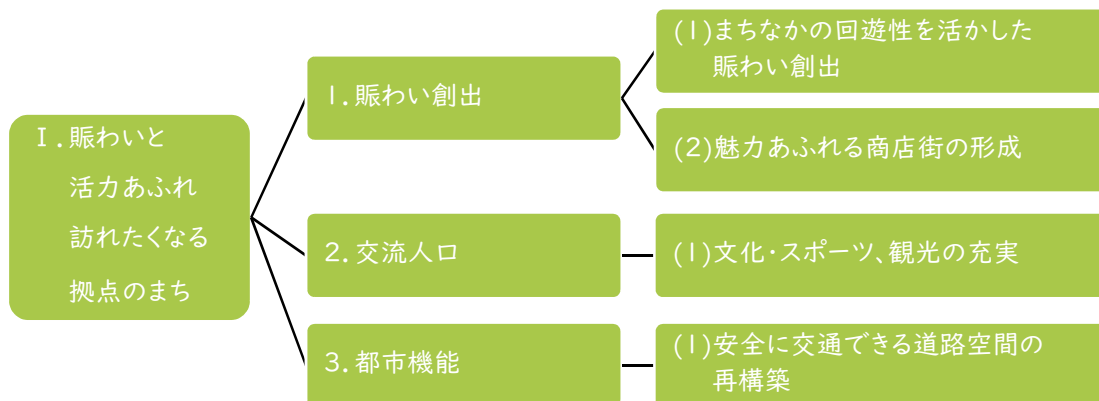 Ⅰ.賑わいと
活力あふれ
訪れたくなる
拠点のまち
1.賑わい創出
(1)まちなかの回遊性を活かした
賑わい創出
(2)魅力あふれる商店街の形成
2.交流人口
(1)文化・スポーツ、観光の充実
3.都市機能
(1)安全に交通できる道路空間の
再構築